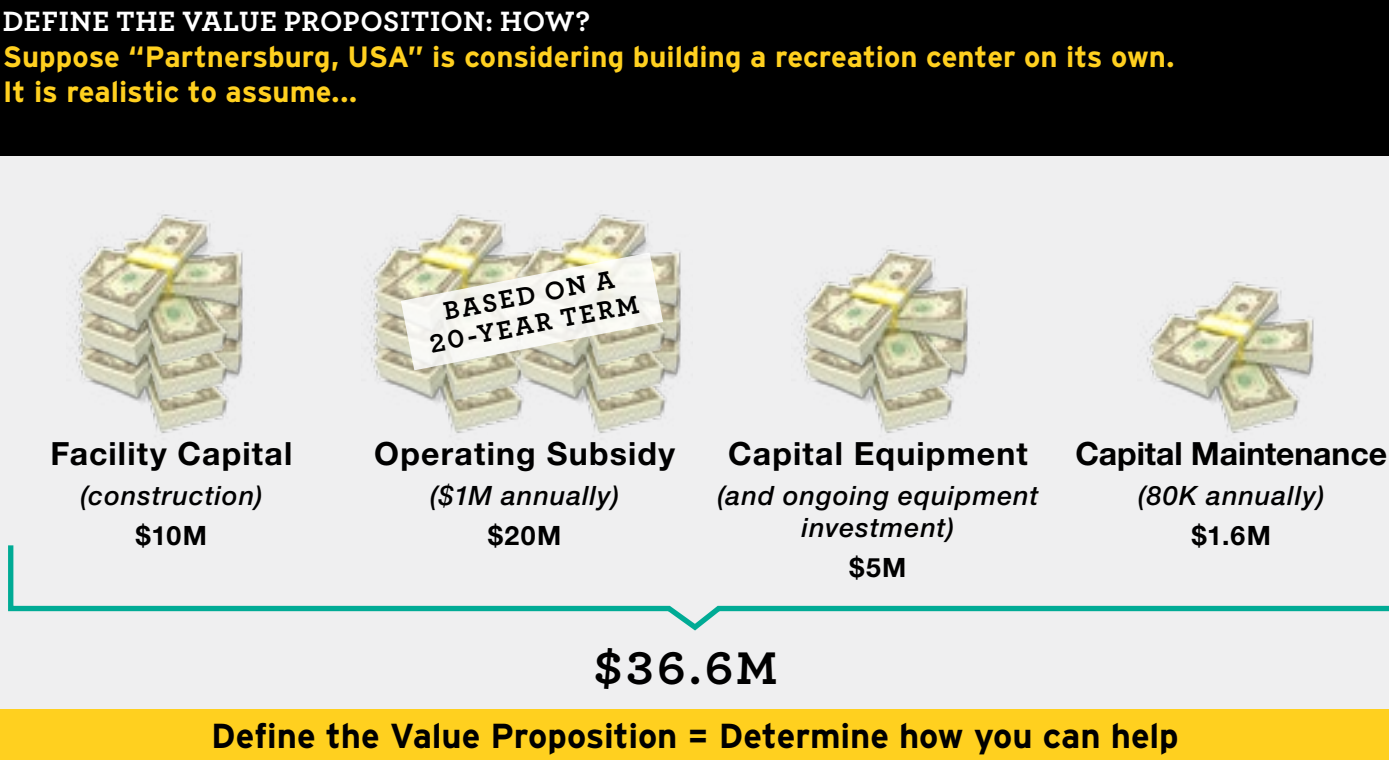 DEFINE THE VALUE PROPOSITION: HOW?
Suppose “Partnersburg, USA” is considering building a recreation center on its own.
It is realistic to assume...
BASED ON A
20-YEAR TERM
Facility Capital
(construction)
$10M
Operating Subsidy
($1M annually)
$20M
Capital Equipment
(and ongoing equipment
investment)
$5M
Capital Maintenance
(80K annually)
$1.6M
$36.6M
Define the Value Proposition = Determine how you can help